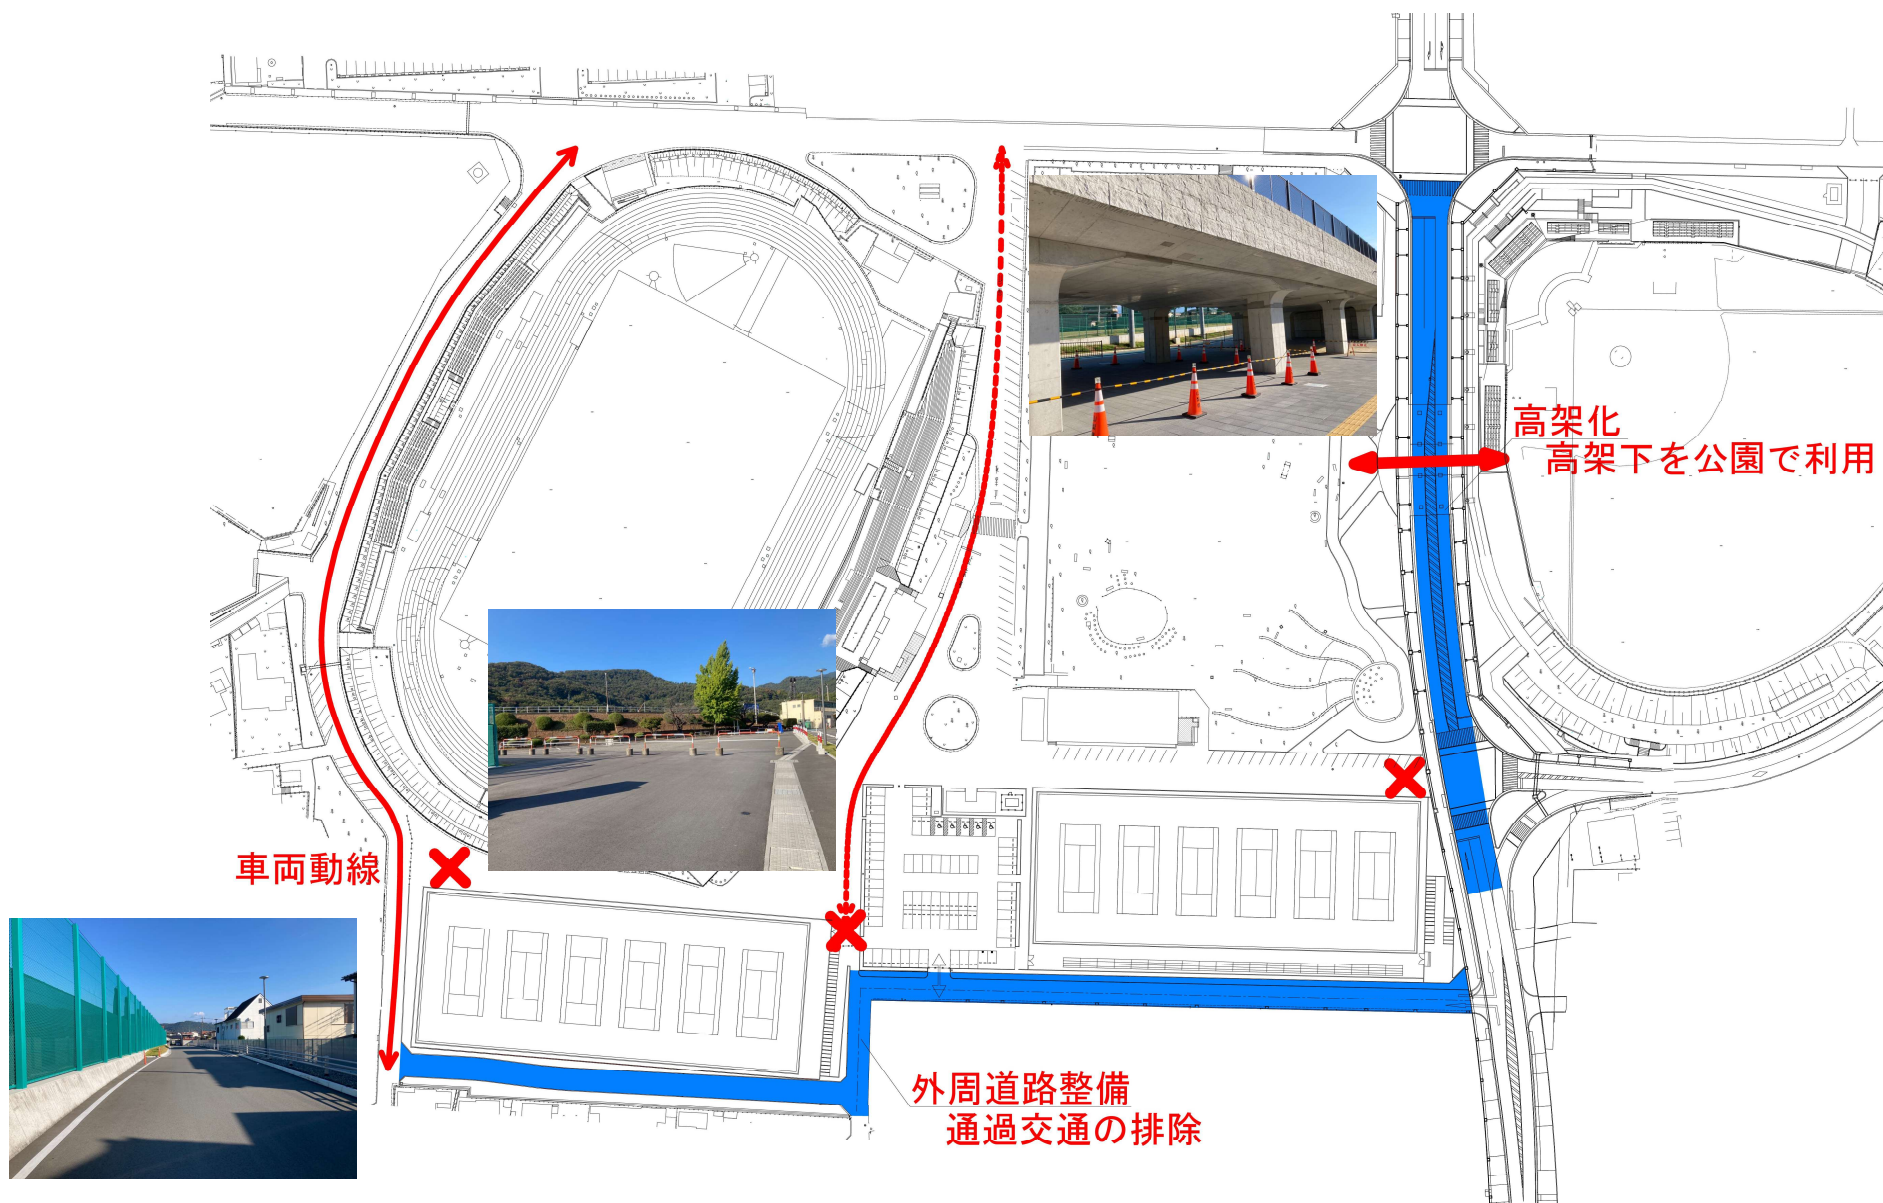 高架化
高架下を公園で利用
車両動線
外周道路整備
通過交通の排除